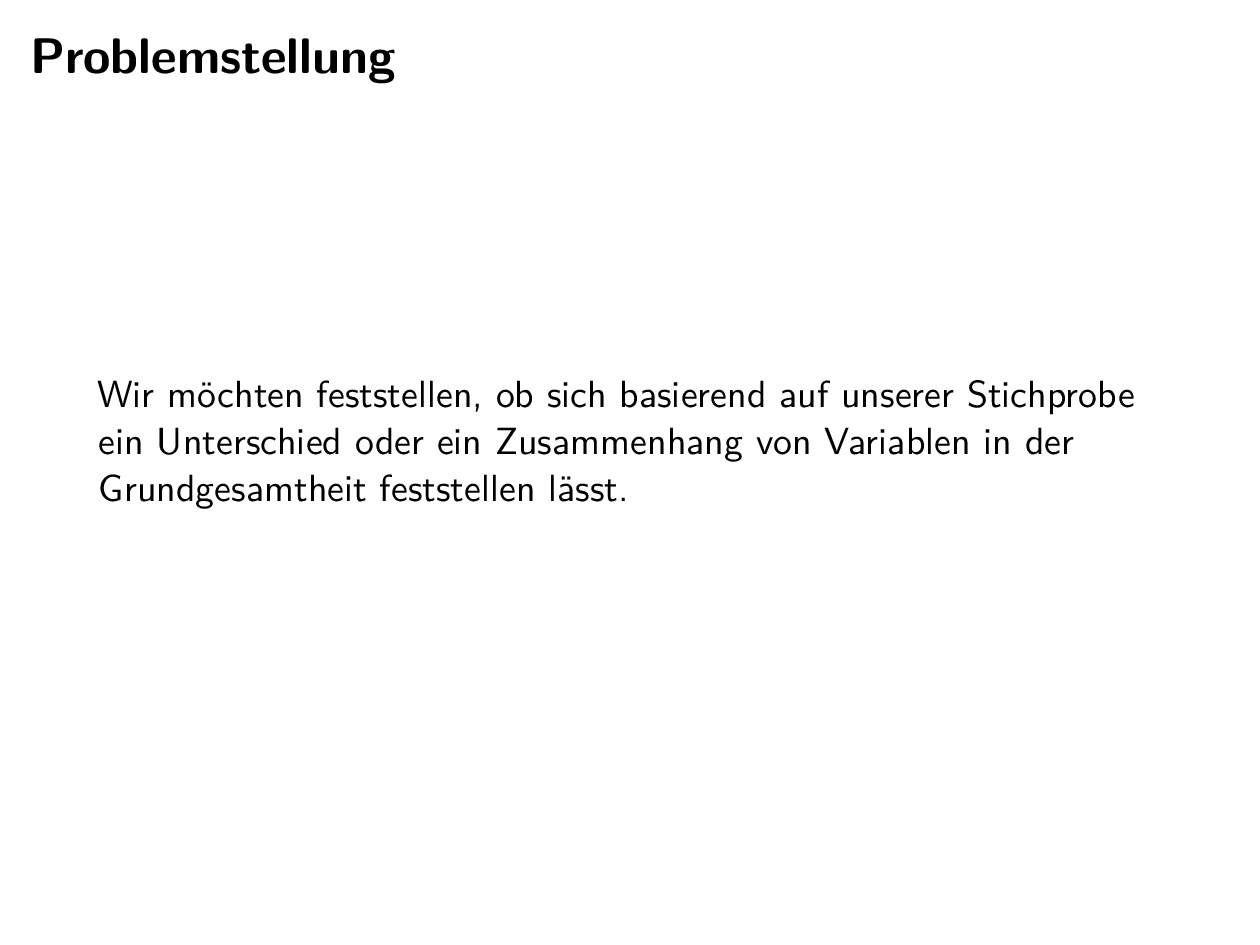 Problemstellung
Wir möchten feststellen, ob sich basierend auf unserer Stichprobe
ein Unterschied oder ein Zusammenhang von Variablen in der
Grundgesamtheit feststellen lässt.